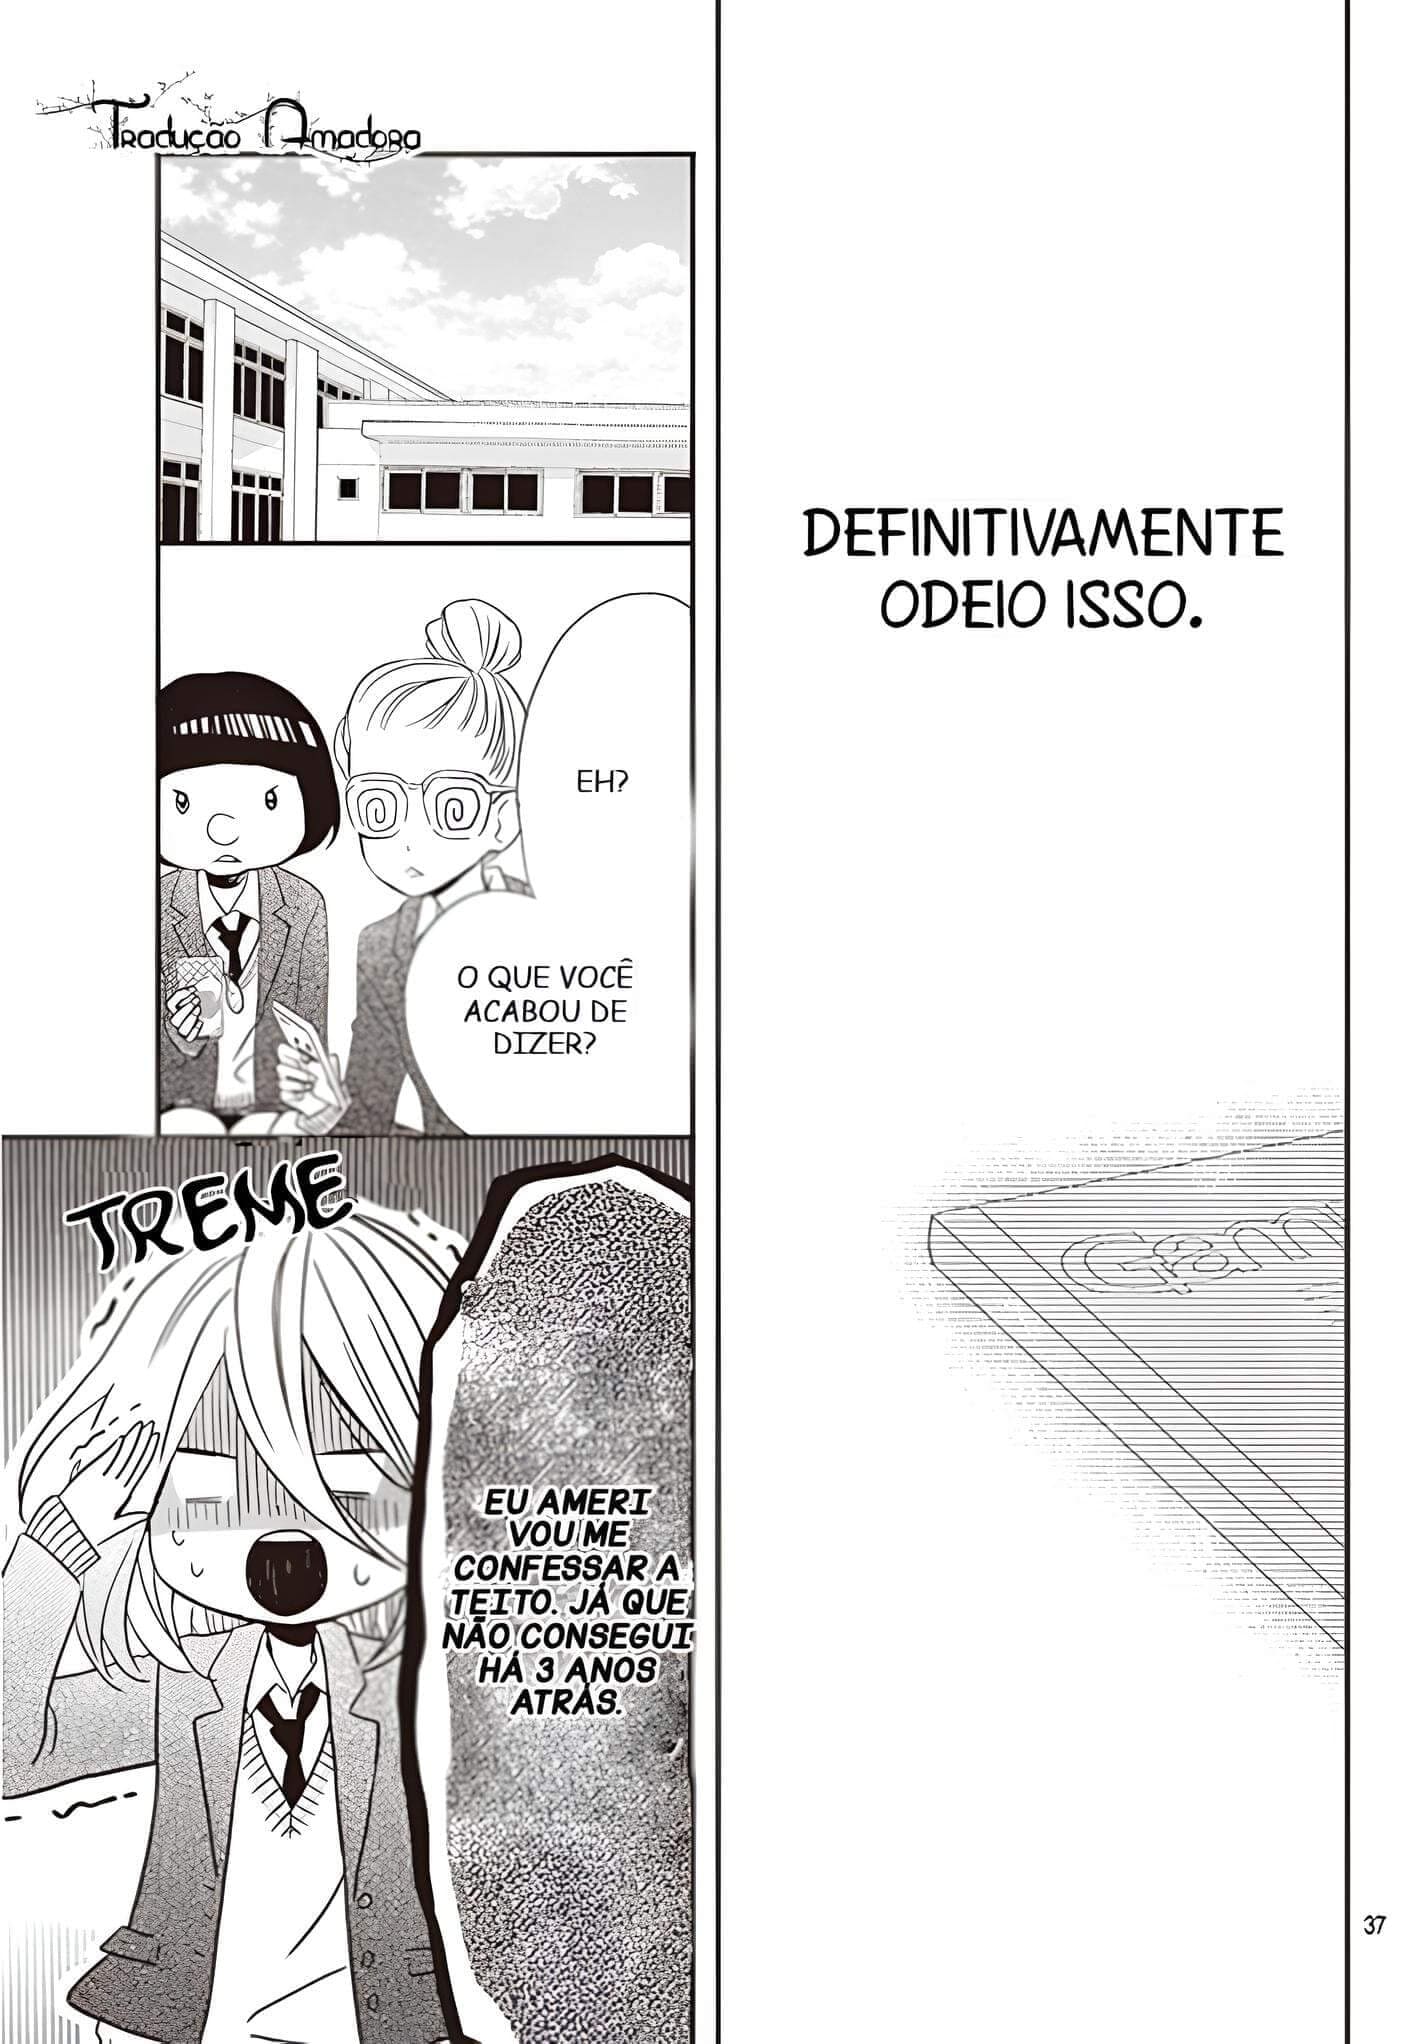 Tradução Amadora
DEFINITIVAMENTE
ODEIO ISSO.
EH?
O QUE VOCÊ
ACABOU DE
DIZER?
TREME
EU AMERI
VOU ME
CONFESSAR A
TEITO. JÁ QUE
NÃO CONSEGUI
HÁ 3 ANOS
ATRÁS.
Gam
37